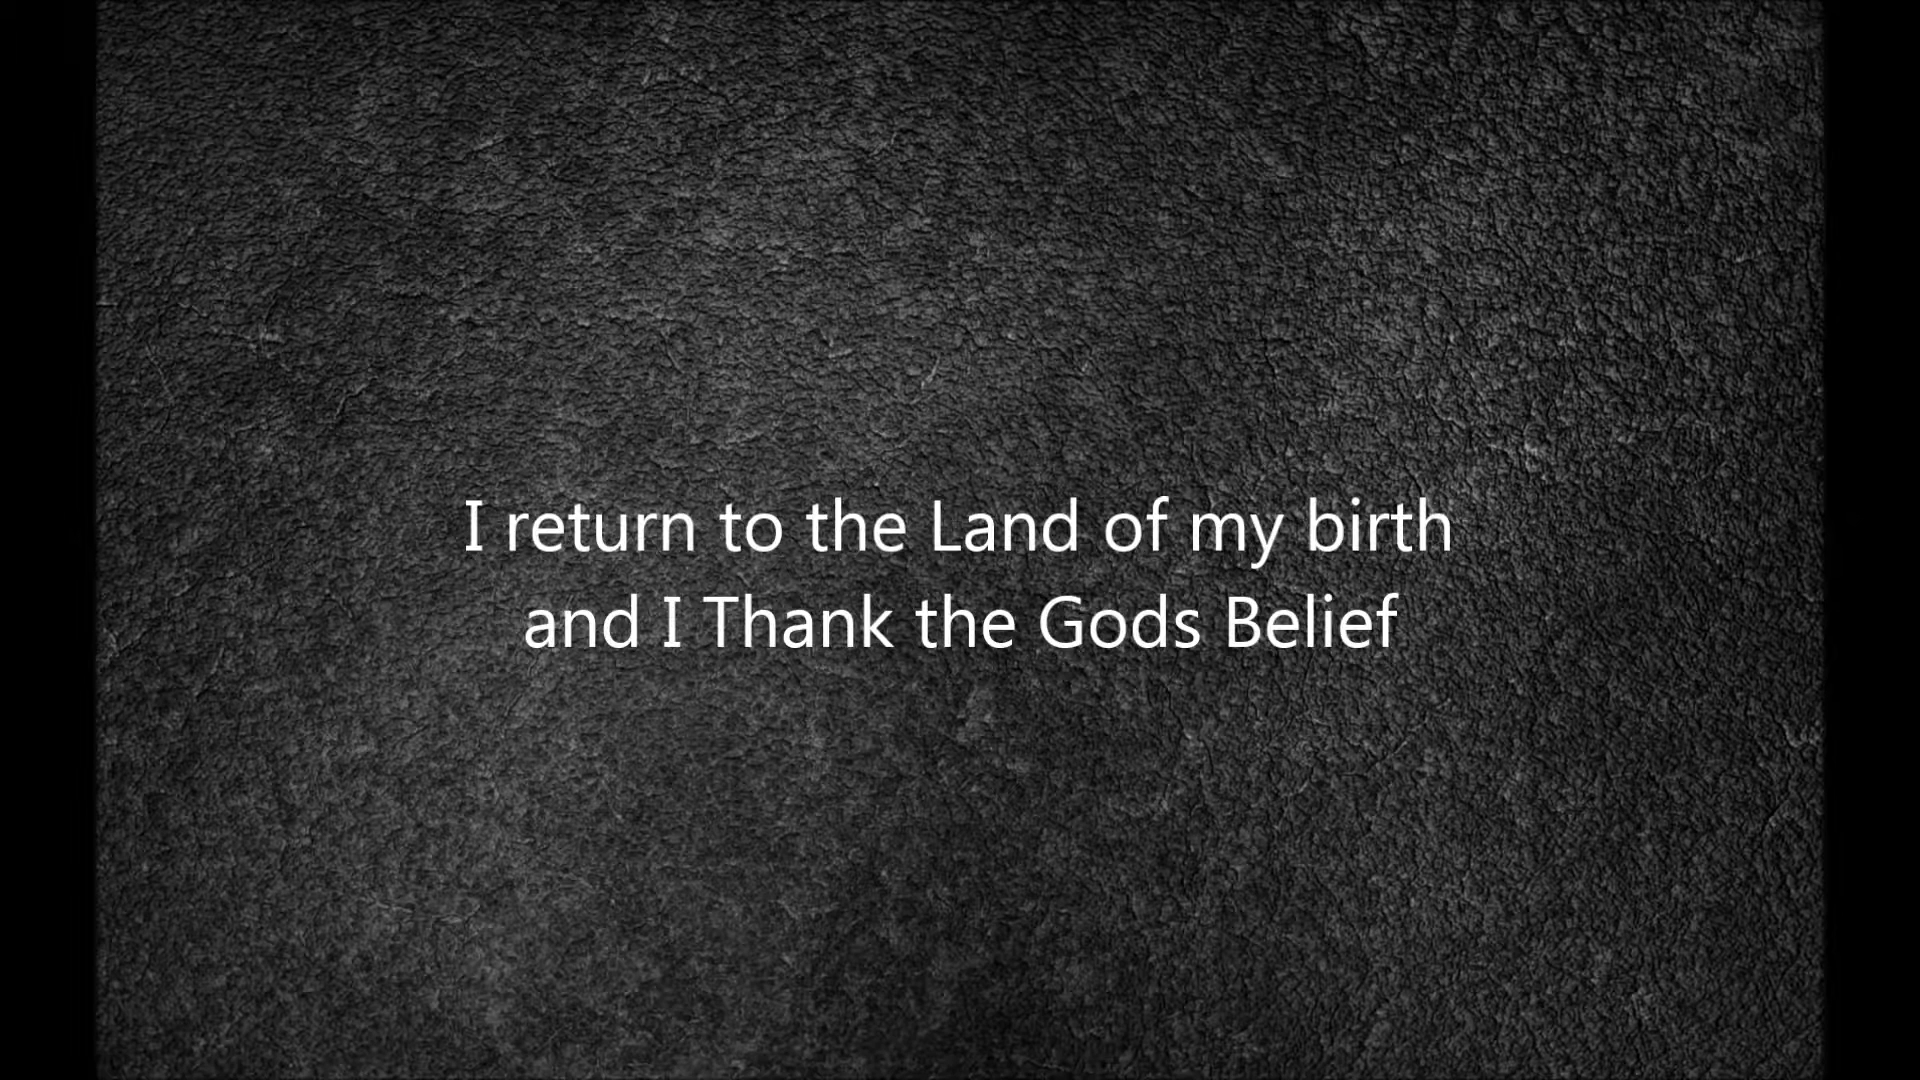 I return to the Land of my birth
and I Thank the Gods Belief